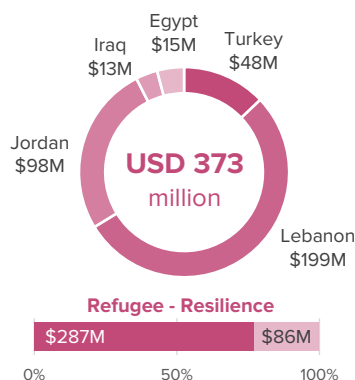 Egypt
$15M
Turkey
$48M
Iraq
$13M
Jordan
$98M
USD 373
million
Lebanon
$199M
Refugee - Resilience
$287M $86M
0% 50% 100%